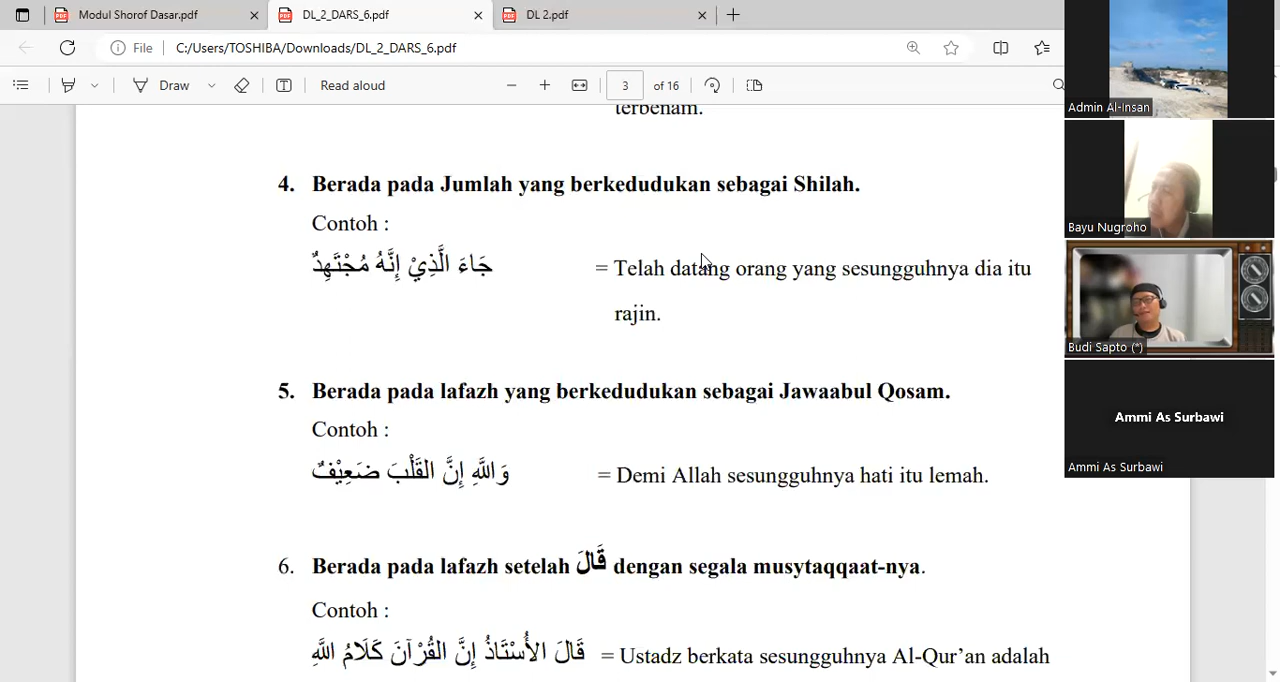 Modul Shorof Dasar.pdf
DL_2_DARS_6.pdf
DL 2.pdf
File
C:/Users/TOSHIBA/Downloads/DL_2_DARS_6.pdf
Draw
Read aloud
3 of 16
terbenam.
4. Berada pada Jumlah yang berkedudukan sebagai Shilah.
Contoh :
جَاءَ الَّذِيْ إِنَّهُ مُجْتَهِدٌ = Telah datang orang yang sesungguhnya dia itu
rajin.
5. Berada pada lafazh yang berkedudukan sebagai Jawaabul Qosam.
Contoh :
وَاللَّهِ إِنَّ القَلْبَ ضَعِيْفٌ = Demi Allah sesungguhnya hati itu lemah.
6. Berada pada lafazh setelah قَالَ dengan segala musytaqqaat-nya.
Contoh :
قَالَ الأُسْتَاذُ إِنَّ القُرْآنَ كَلَامُ اللَّهِ = Ustadz berkata sesungguhnya Al-Qur’an adalah
Admin Al-Insan
Bayu Nugroho
Budi Sapto (*)
Ammi As Surbawi
Ammi As Surbawi